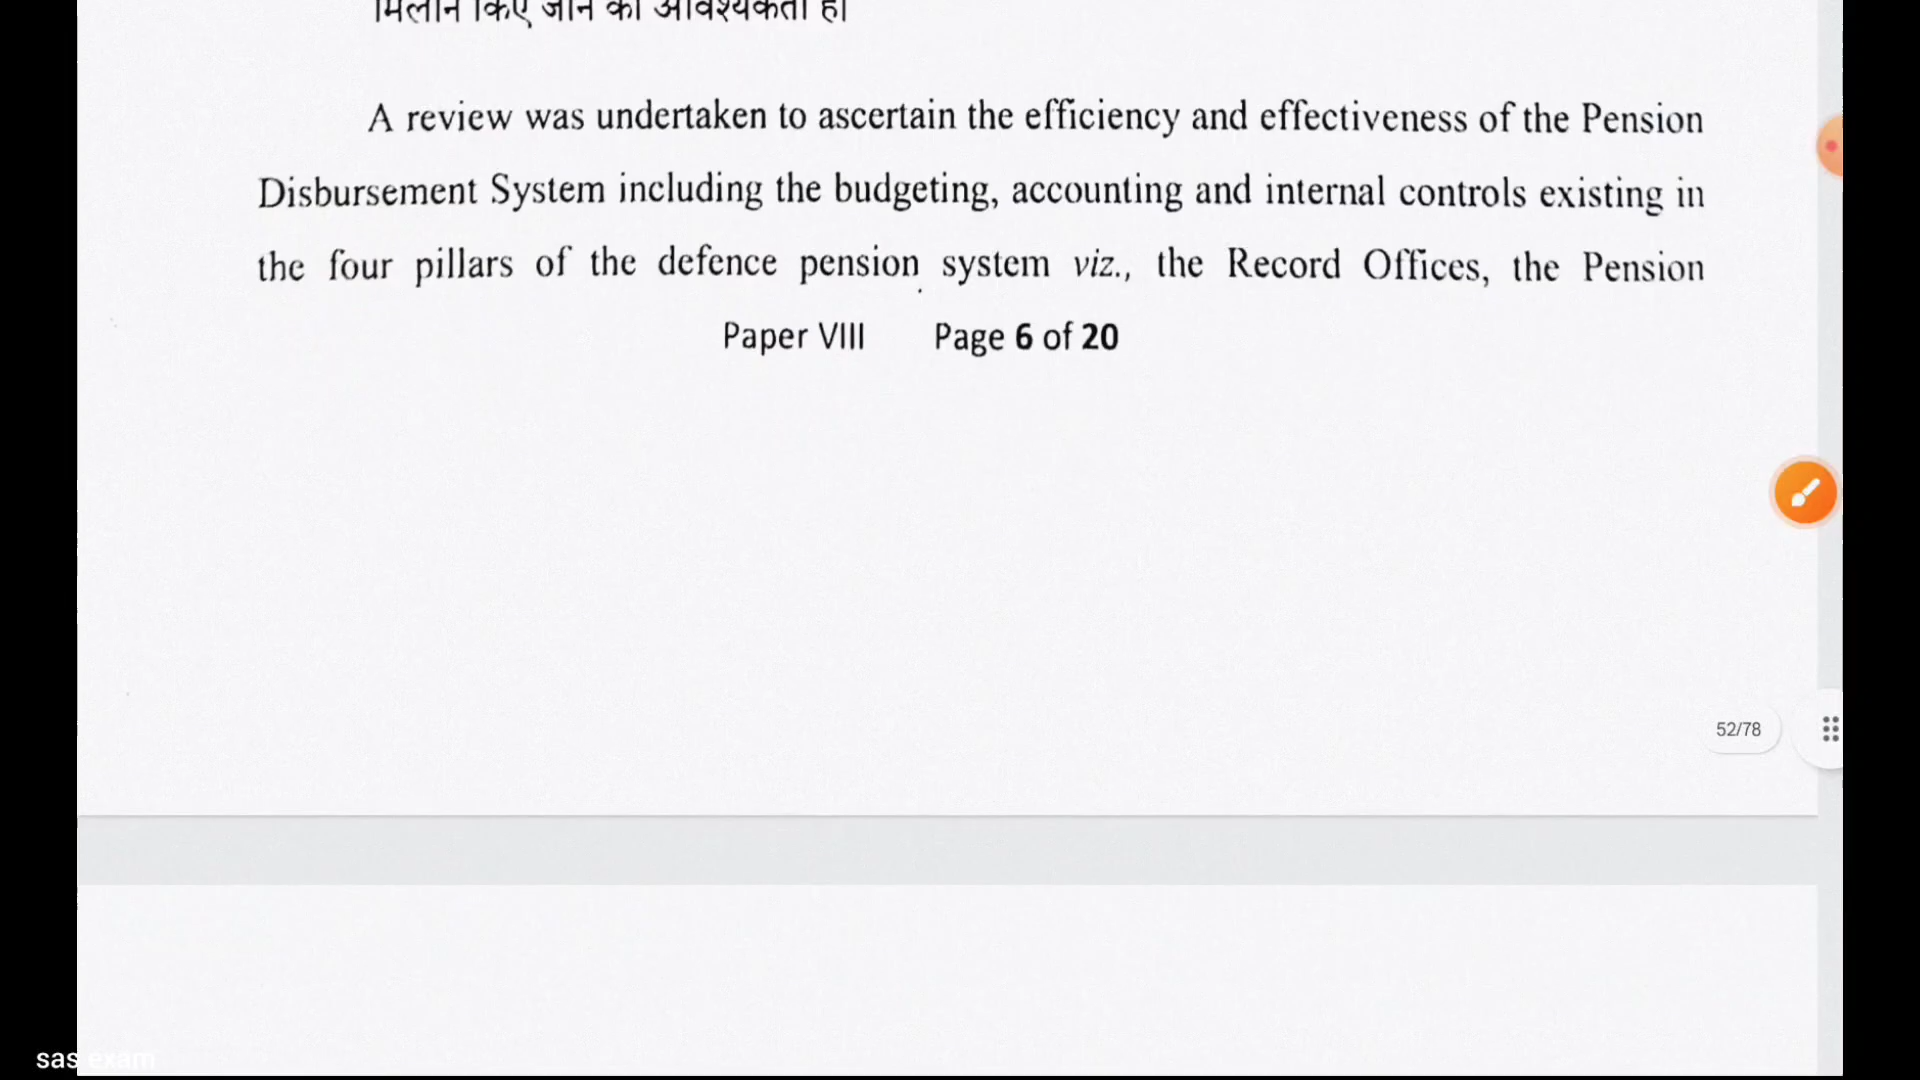 मिलान किए जाने की आवश्यकता है।
A review was undertaken to ascertain the efficiency and effectiveness of the Pension
Disbursement System including the budgeting, accounting and internal controls existing in
the four pillars of the defence pension system viz., the Record Offices, the Pension
Paper VIII Page 6 of 20
52/78
sas exam